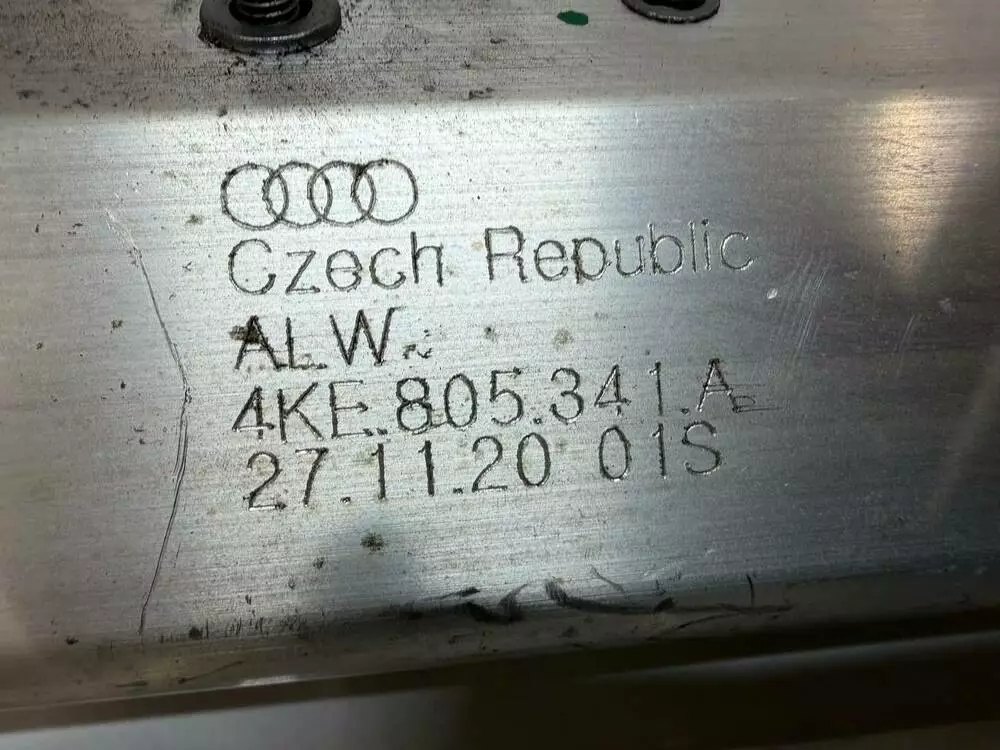 Czech Republic
ALW
4KE.805.341.A
27.11.20 01S